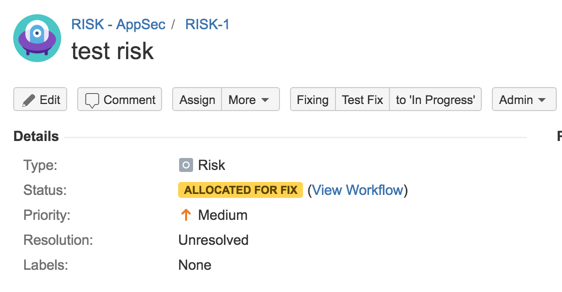 RISK - AppSec / RISK-1
test risk
Edit Comment Assign More Fixing Test Fix to 'In Progress' Admin
Details
Type: Risk
Status: ALLOCATED FOR FIX (View Workflow)
Priority: Medium
Resolution: Unresolved
Labels: None